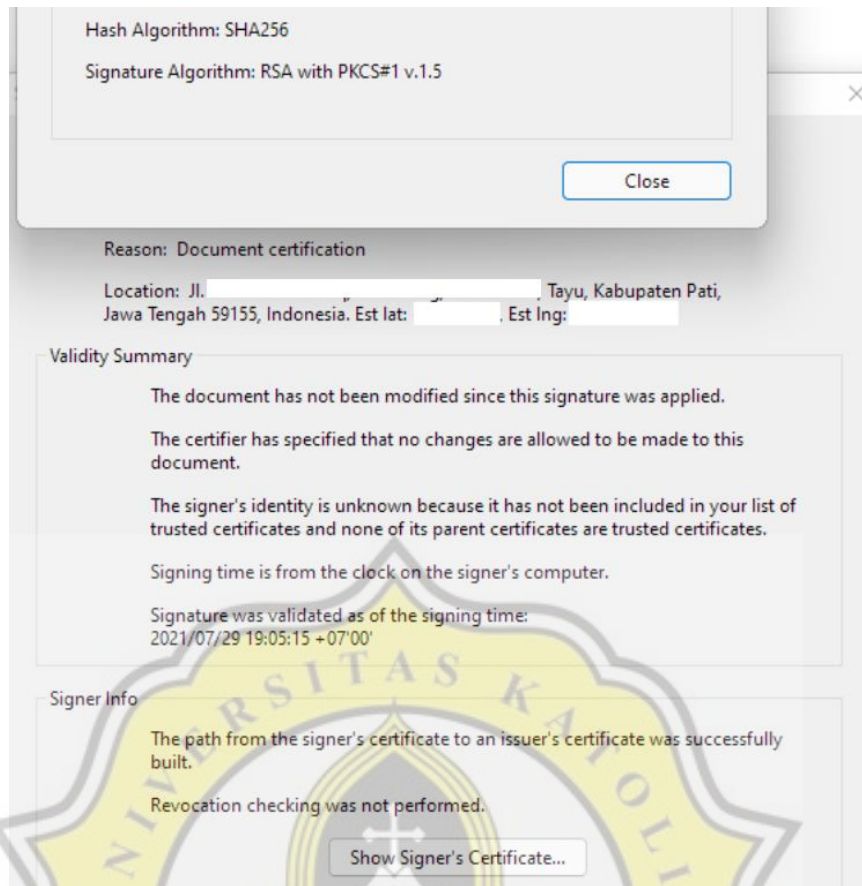 Hash Algorithm: SHA256
Signature Algorithm: RSA with PKCS#1 v.1.5
Close
Reason: Document certification
Location: Jl. , Tayu, Kabupaten Pati,
Jawa Tengah 59155, Indonesia. Est lat: , Est lng:
Validity Summary
The document has not been modified since this signature was applied.
The certifier has specified that no changes are allowed to be made to this
document.
The signer's identity is unknown because it has not been included in your list of
trusted certificates and none of its parent certificates are trusted certificates.
Signing time is from the clock on the signer's computer.
Signature was validated as of the signing time:
2021/07/29 19:05:15 +07'00'
Signer Info
The path from the signer's certificate to an issuer's certificate was successfully
built.
Revocation checking was not performed.
Show Signer's Certificate...